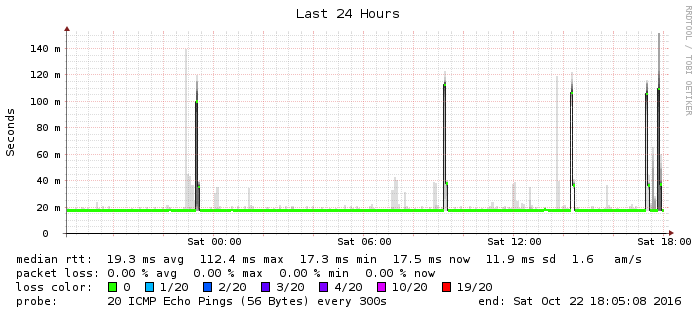 Last 24 Hours
RRDTOOL / TOBI OETIKER
Seconds
140 m
120 m
100 m
80 m
60 m
40 m
20 m
0
Sat 00:00 Sat 06:00 Sat 12:00 Sat 18:00
median rtt: 19.3 ms avg 112.4 ms max 17.3 ms min 17.5 ms now 11.9 ms sd 1.6 am/s
packet loss: 0.00 % avg 0.00 % max 0.00 % min 0.00 % now
loss color: 0 1/20 2/20 3/20 4/20 10/20 19/20
probe: 20 ICMP Echo Pings (56 Bytes) every 300s end: Sat Oct 22 18:05:08 2016